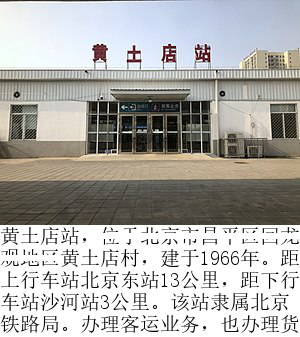 黄土店站
黄土店站，位于北京市昌平区回龙
观地区黄土店村，建于1966年。距
上行车站北京东站13公里，距下行
车站沙河站3公里。该站隶属北京
铁路局。办理客运业务，也办理货